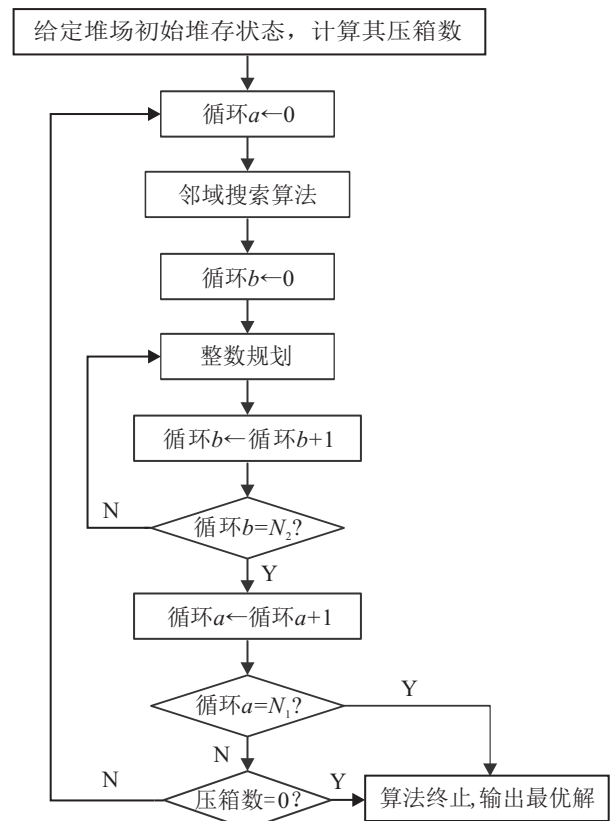 给定堆场初始堆存状态，计算其压箱数
循环a←0
邻域搜索算法
循环b←0
整数规划
循环b←循环b+1
循环b=N₂?
N
Y
循环a←循环a+1
循环a=N₁?
Y
N
压箱数=0?
N
Y
算法终止,输出最优解